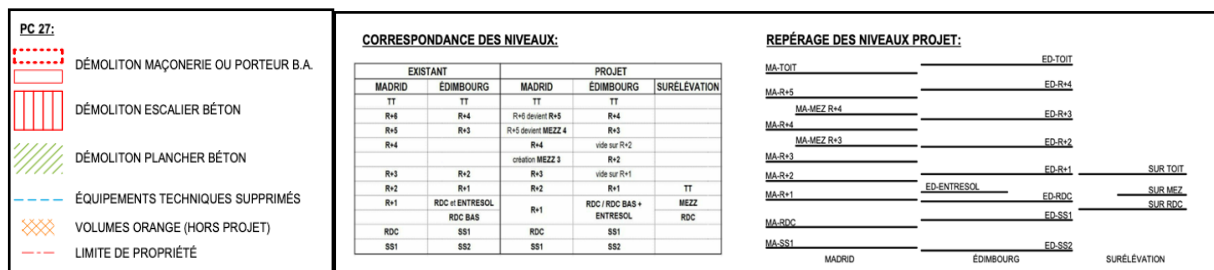 PC 27:
DÉMOLITON MAÇONERIE OU PORTEUR B.A.
DÉMOLITON ESCALIER BÉTON
DÉMOLITON PLANCHER BÉTON
ÉQUIPEMENTS TECHNIQUES SUPPRIMÉS
VOLUMES ORANGE (HORS PROJET)
LIMITE DE PROPRIÉTÉ
CORRESPONDANCE DES NIVEAUX:
EXISTANT PROJET
MADRID ÉDIMBOURG MADRID ÉDIMBOURG SURÉLÉVATION
TT TT TT TT
R+6 R+4 R+6 devient R+5 R+4
R+5 R+3 R+5 devient MEZZ 4 R+3
R+4 R+4 vide sur R+2
création MEZZ 3 R+2
R+3 R+2 R+3 vide sur R+1
R+2 R+1 R+2 R+1 TT
R+1 RDC et ENTRESOL R+1 RDC / RDC BAS + MEZZ
RDC BAS ENTRESOL RDC
RDC SS1 RDC SS1
SS1 SS2 SS1 SS2
REPÉRAGE DES NIVEAUX PROJET:
MA-TOIT
MA-R+5
MA-MEZ R+4
MA-R+4
MA-MEZ R+3
MA-R+3
MA-R+2
MA-R+1
MA-RDC
MA-SS1
MADRID
ED-TOIT
ED-R+4
ED-R+3
ED-R+2
ED-R+1
ED-ENTRESOL
ED-RDC
ED-SS1
ED-SS2
ÉDIMBOURG
SUR TOIT
SUR MEZ
SUR RDC
SURÉLÉVATION